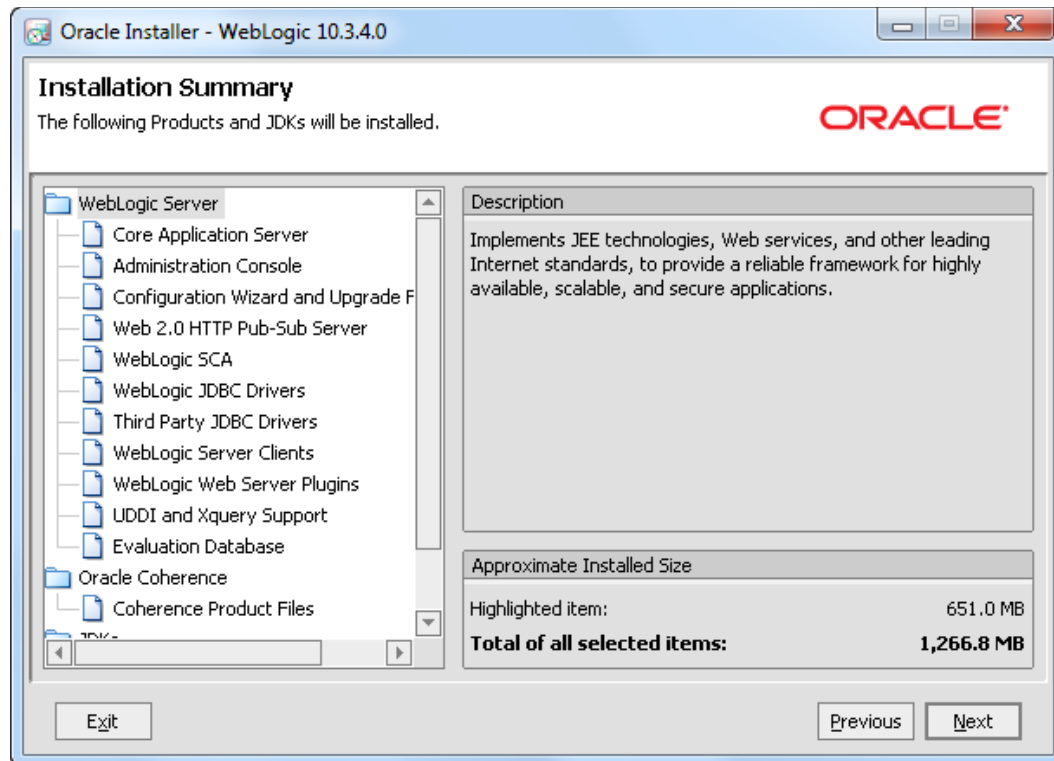 Oracle Installer - WebLogic 10.3.4.0
Installation Summary
The following Products and JDKs will be installed.
ORACLE
WebLogic Server
Core Application Server
Administration Console
Configuration Wizard and Upgrade F
Web 2.0 HTTP Pub-Sub Server
WebLogic SCA
WebLogic JDBC Drivers
Third Party JDBC Drivers
WebLogic Server Clients
WebLogic Web Server Plugins
UDDI and Xquery Support
Evaluation Database
Oracle Coherence
Coherence Product Files
Description
Implements JEE technologies, Web services, and other leading
Internet standards, to provide a reliable framework for highly
available, scalable, and secure applications.
Approximate Installed Size
Highlighted item: 651.0 MB
Total of all selected items: 1,266.8 MB
Exit
Previous
Next